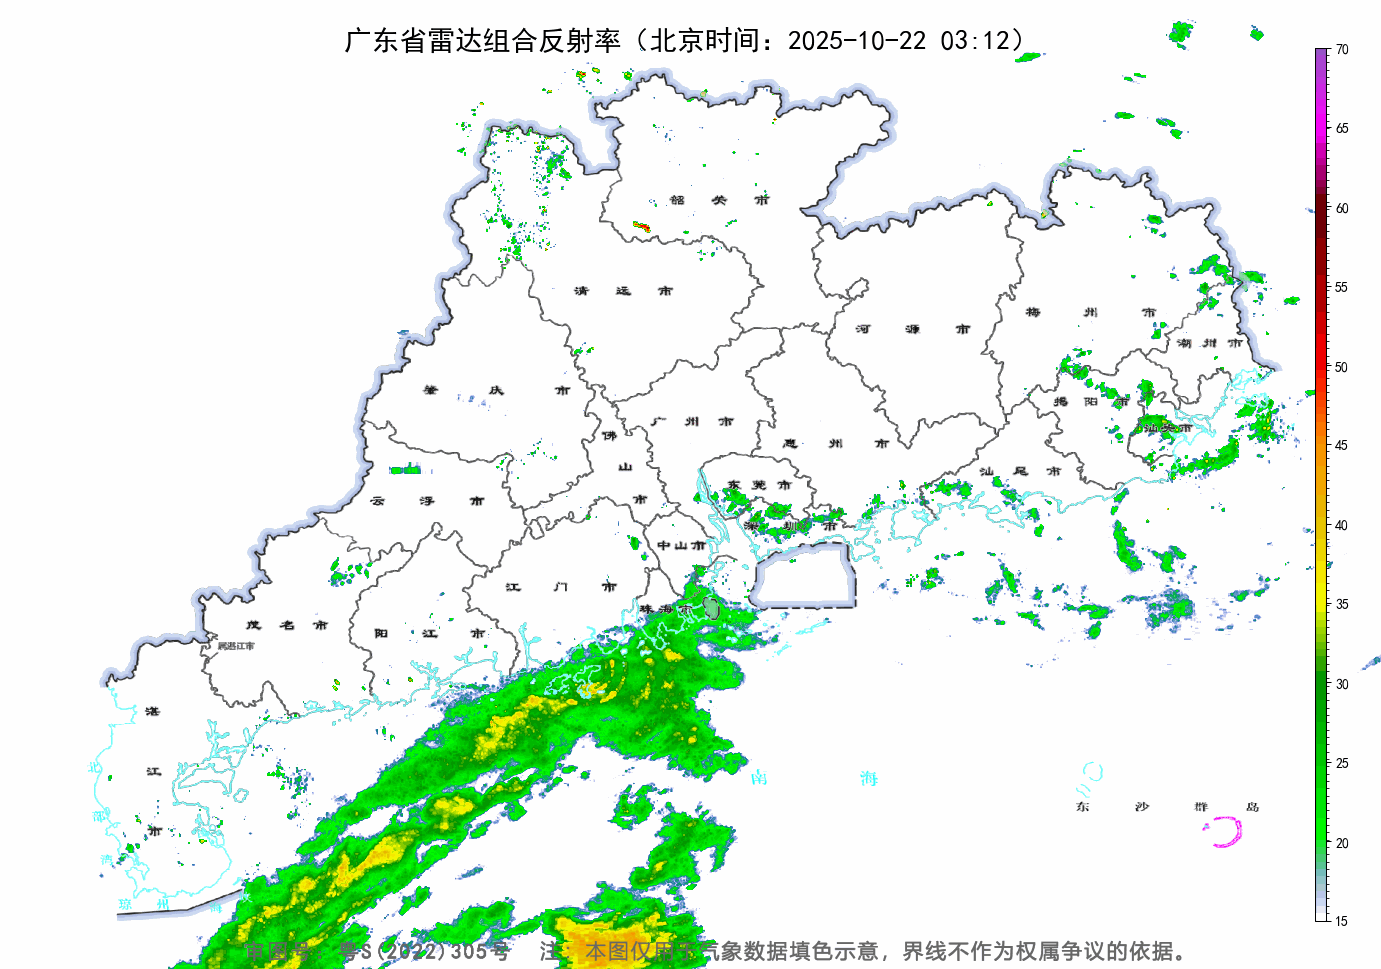 广东省雷达组合反射率（北京时间：2025-10-22 03:12）
70
65
韶关市
60
清远市
55
梅州市
河源市
潮州市
50
肇庆市
揭阳市
广州市
汕头市
佛山市
惠州市
45
汕尾市
东莞市
云浮市
40
深圳市
中山市
江门市
35
珠海市
茂名市
阳江市
属湛江市
30
湛江市
25
南海
北部湾
东沙群岛
20
琼州海
15
审图号：粤S(2022)305号 注：本图仅用于气象数据填色示意，界线不作为权属争议的依据。